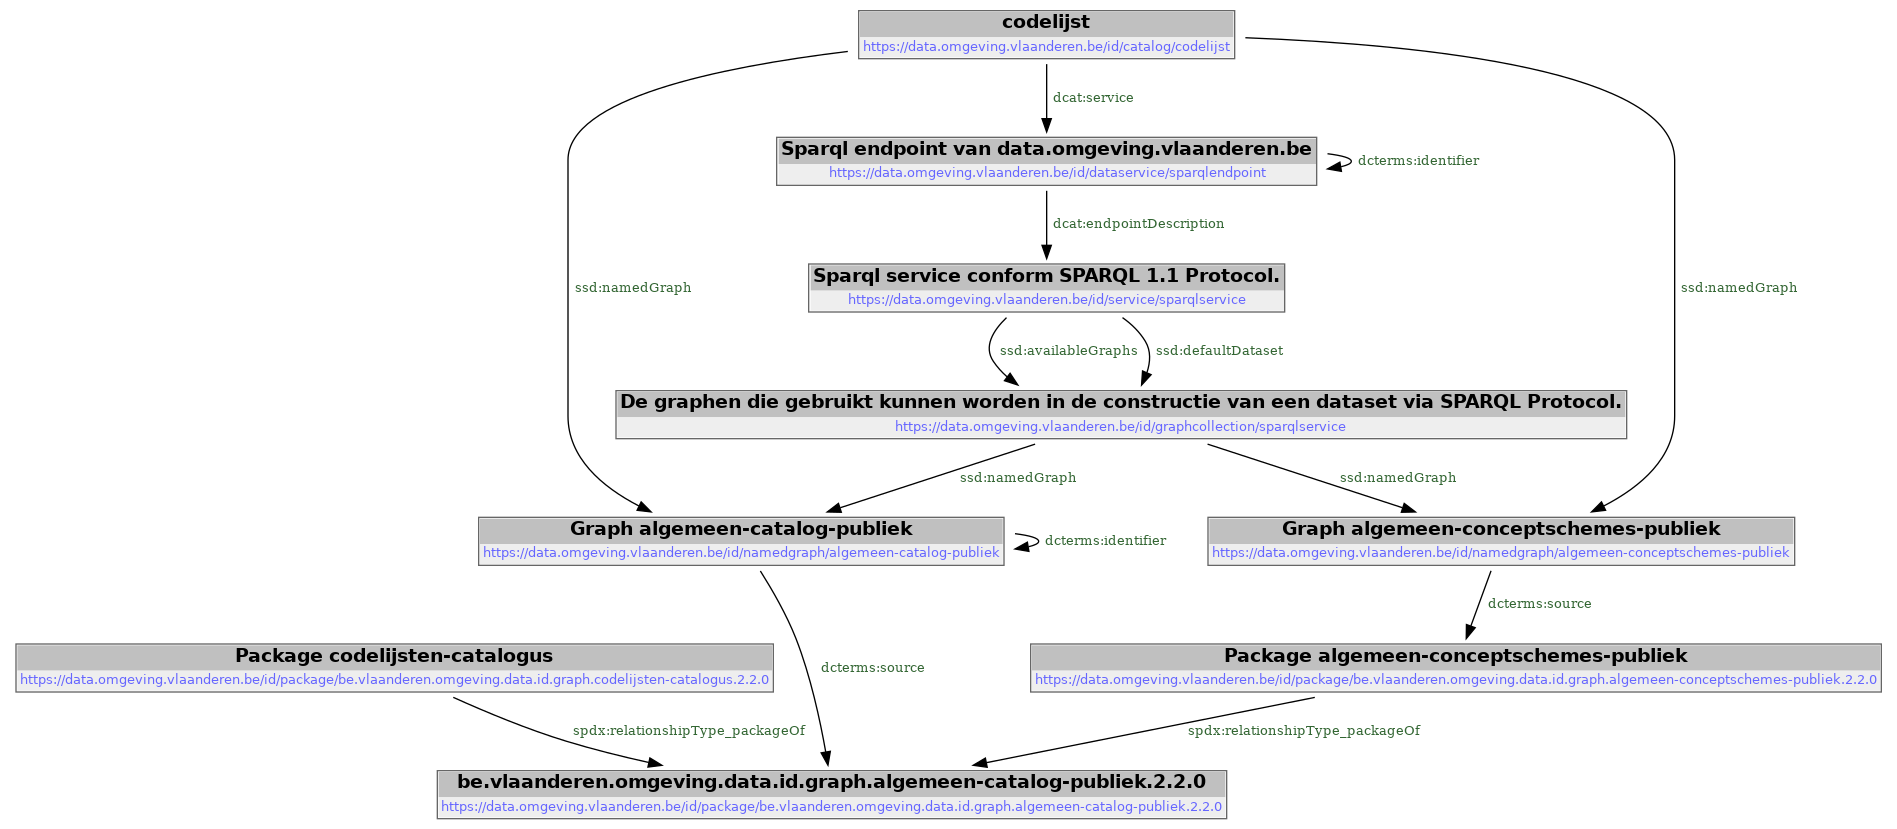 codelijst
https://data.omgeving.vlaanderen.be/id/catalog/codelijst
dcat:service
Sparql endpoint van data.omgeving.vlaanderen.be
https://data.omgeving.vlaanderen.be/id/dataservice/sparqlendpoint
dcterms:identifier
dcat:endpointDescription
Sparql service conform SPARQL 1.1 Protocol.
https://data.omgeving.vlaanderen.be/id/service/sparqlservice
ssd:namedGraph
ssd:namedGraph
ssd:availableGraphs
ssd:defaultDataset
De graphen die gebruikt kunnen worden in de constructie van een dataset via SPARQL Protocol.
https://data.omgeving.vlaanderen.be/id/graphcollection/sparqlservice
ssd:namedGraph
ssd:namedGraph
Graph algemeen-catalog-publiek
https://data.omgeving.vlaanderen.be/id/namedgraph/algemeen-catalog-publiek
dcterms:identifier
Graph algemeen-conceptschemes-publiek
https://data.omgeving.vlaanderen.be/id/namedgraph/algemeen-conceptschemes-publiek
dcterms:source
Package codelijsten-catalogus
https://data.omgeving.vlaanderen.be/id/package/be.vlaanderen.omgeving.data.id.graph.codelijsten-catalogus.2.2.0
dcterms:source
Package algemeen-conceptschemes-publiek
https://data.omgeving.vlaanderen.be/id/package/be.vlaanderen.omgeving.data.id.graph.algemeen-conceptschemes-publiek.2.2.0
spdx:relationshipType_packageOf
spdx:relationshipType_packageOf
be.vlaanderen.omgeving.data.id.graph.algemeen-catalog-publiek.2.2.0
https://data.omgeving.vlaanderen.be/id/package/be.vlaanderen.omgeving.data.id.graph.algemeen-catalog-publiek.2.2.0